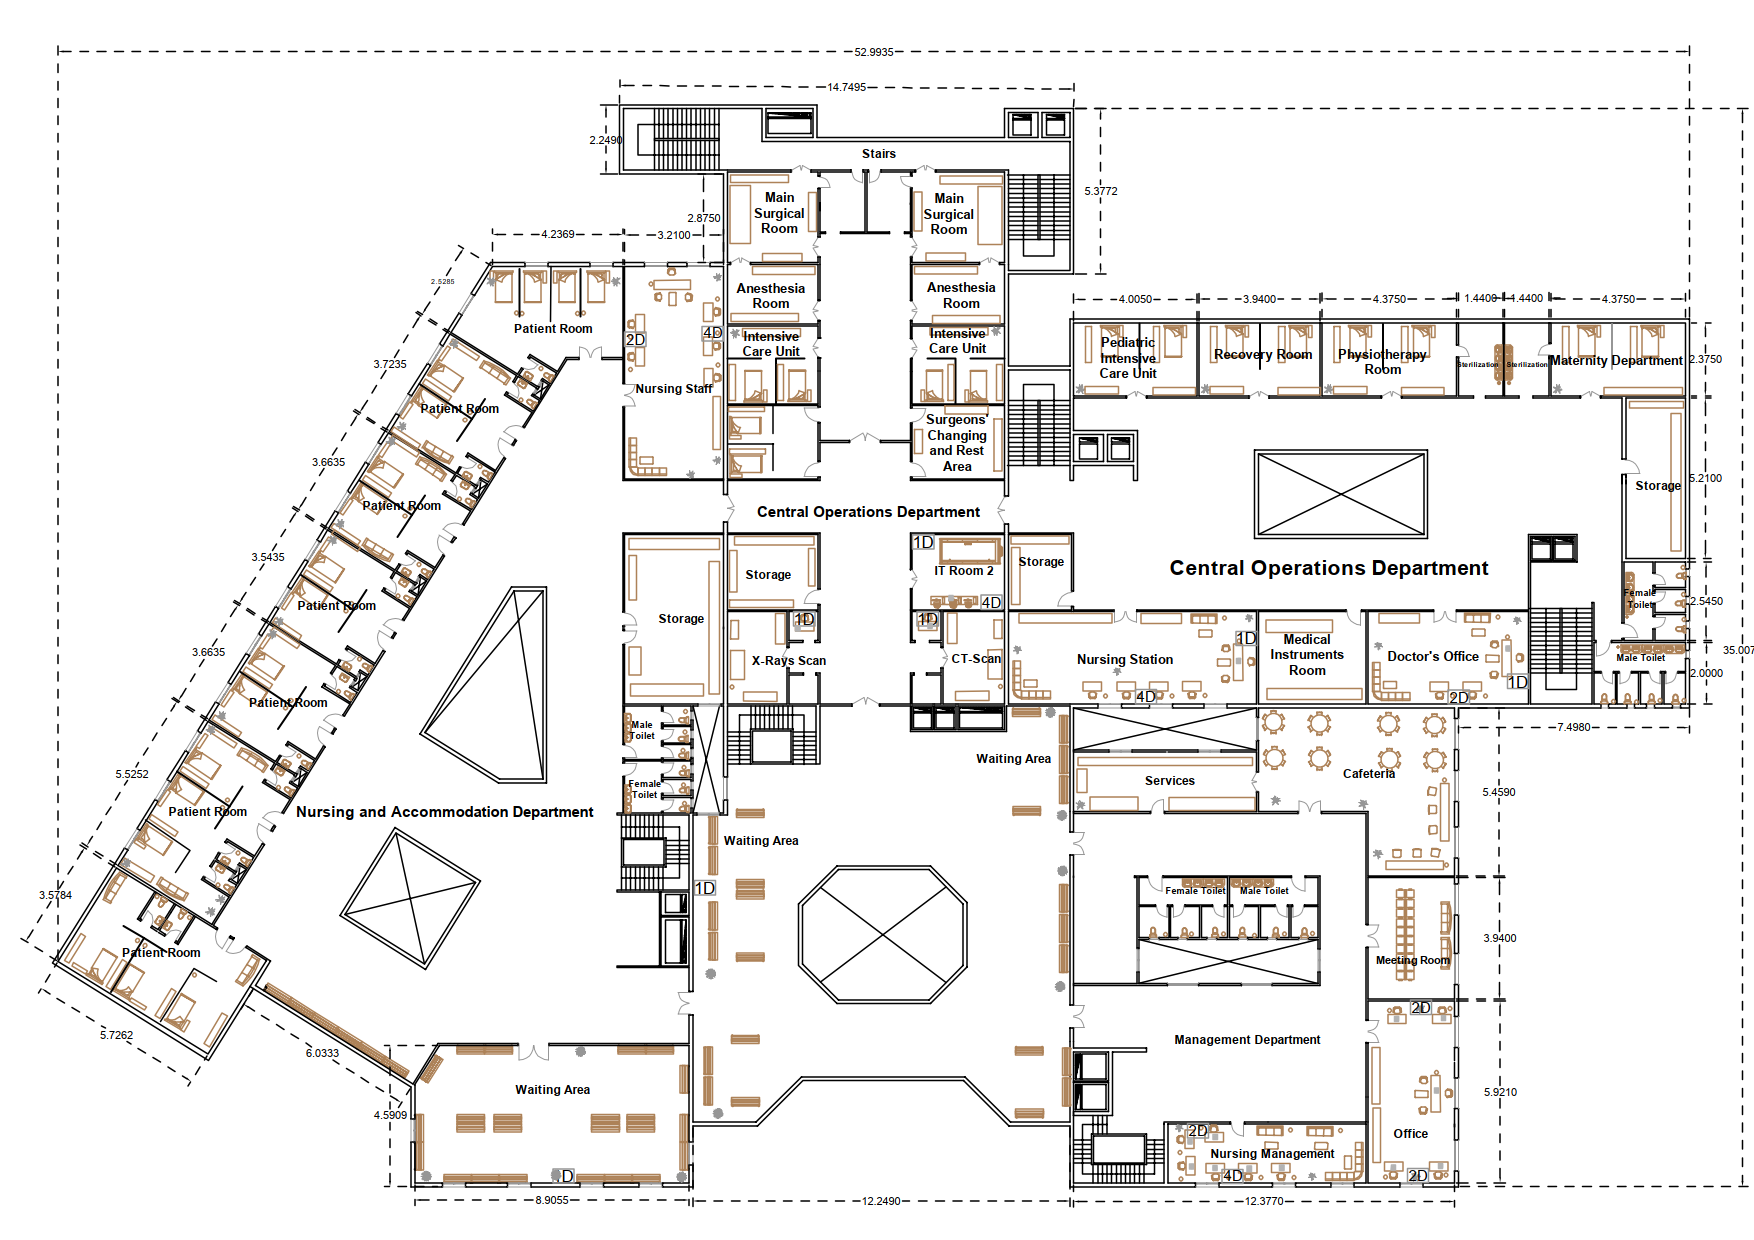 52.9935
14.7495
2.2490
Stairs
5.3772
Main
Surgical
Room
Main
Surgical
Room
2.8750
4.2369
3.2100
2.5285
Anesthesia
Room
Anesthesia
Room
4.0050
3.9400
4.3750
1.4400
1.4400
4.3750
Patient Room
2D
4D
Intensive
Care Unit
Intensive
Care Unit
Pediatric
Intensive
Care Unit
Recovery Room
Physiotherapy
Room
Sterilization
Sterilization
Maternity Department
2.3750
3.7235
Nursing Staff
Patient Room
Surgeons'
Changing
and Rest
Area
3.6635
Storage
5.2100
Patient Room
Central Operations Department
3.5435
1D
IT Room 2
4D
Storage
Storage
Central Operations Department
Patient Room
Storage
1D
1D
Female
Toilet
2.5450
3.6635
X-Rays Scan
CT-Scan
Nursing Station
1D
4D
Medical
Instruments
Room
Doctor's Office
2D
1D
Male Toilet
35.007
2.0000
Patient Room
Male
Toilet
7.4980
Waiting Area
5.5252
Female
Toilet
Services
Cafeteria
5.4590
Patient Room
Nursing and Accommodation Department
Waiting Area
3.5784
1D
Female Toilet
Male Toilet
Patient Room
Meeting Room
3.9400
5.7262
6.0333
2D
Management Department
Waiting Area
4.5909
5.9210
2D
Office
Nursing Management
1D
4D
2D
8.9055
12.2490
12.3770